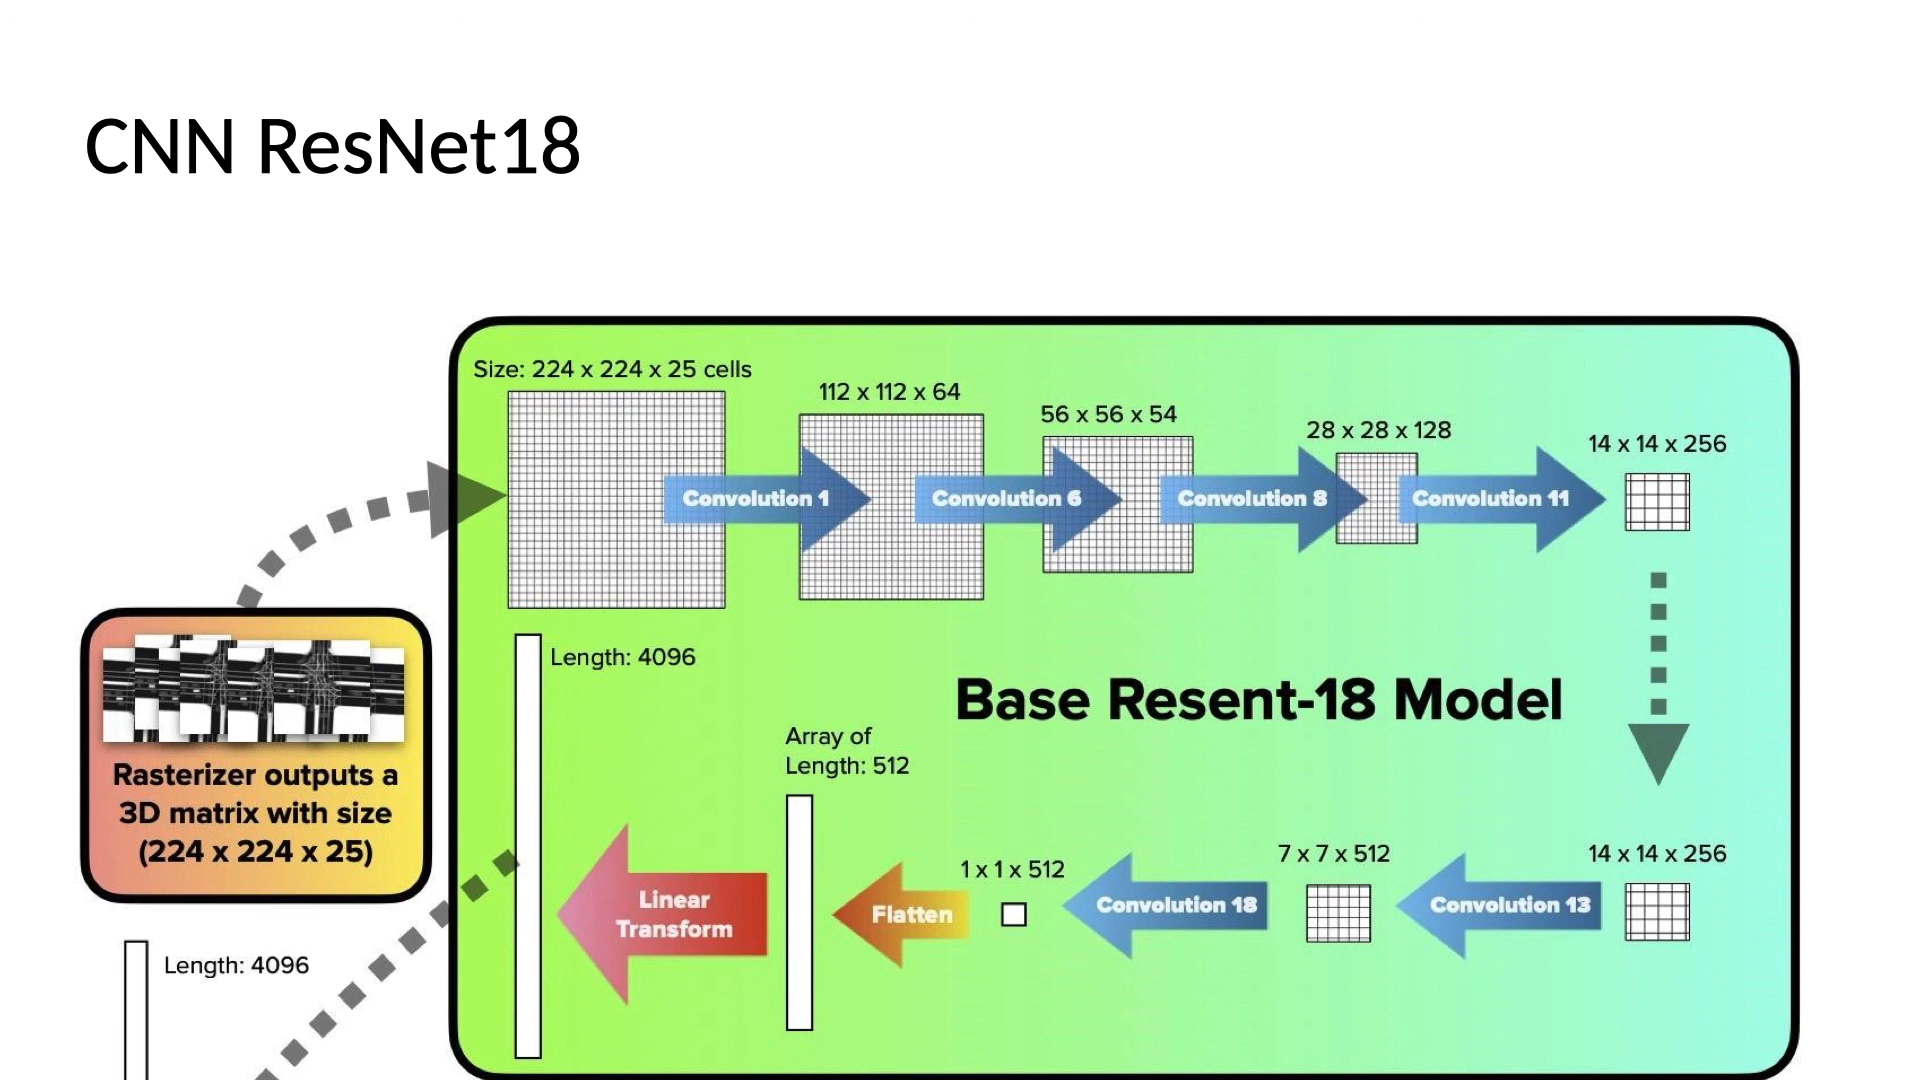 CNN ResNet18
Size: 224 x 224 x 25 cells
112 x 112 x 64
56 x 56 x 54
28 x 28 x 128
14 x 14 x 256
Convolution 1
Convolution 6
Convolution 8
Convolution 11
Length: 4096
Base Resent-18 Model
Array of
Length: 512
Rasterizer outputs a
3D matrix with size
(224 x 224 x 25)
1 x 1 x 512
7 x 7 x 512
14 x 14 x 256
Linear
Transform
Flatten
Convolution 18
Convolution 13
Length: 4096